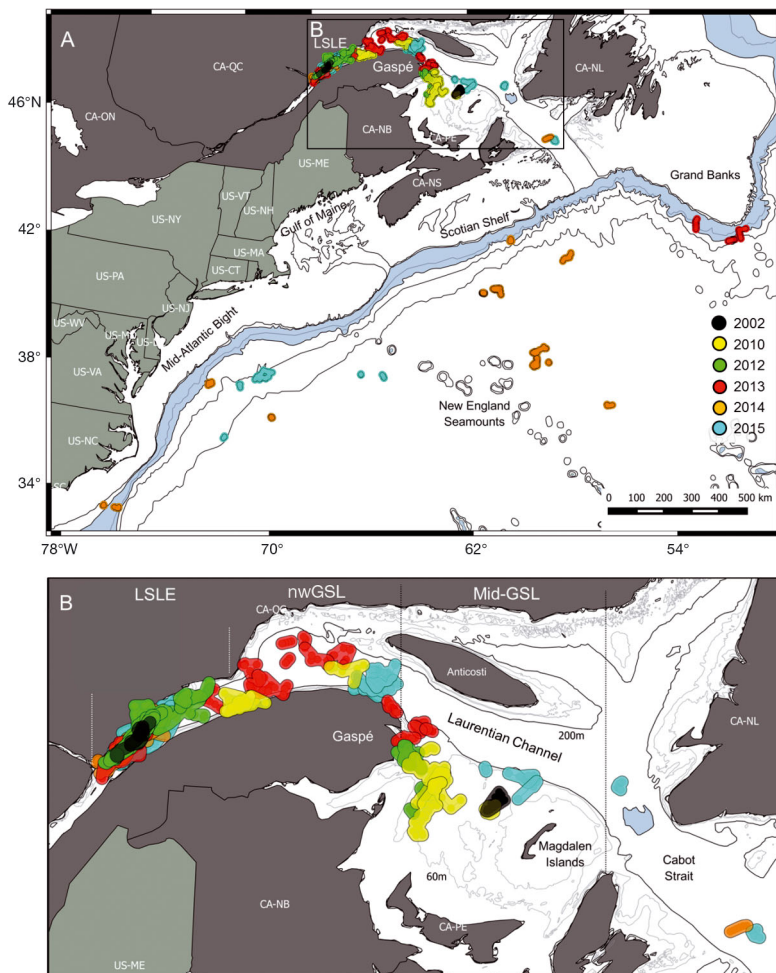 A
B
LSLE
Gaspé
CA-QC
CA-NL
46°N
CA-ON
CA-NB
CA-PE
US-ME
CA-NS
Grand Banks
US-VT
US-NH
US-NY
Gulf of Maine
Scotian Shelf
42°
US-MA
US-CT
US-PA
US-NJ
US-WV
Mid-Atlantic Bight
2002
2010
2012
2013
2014
2015
38°
US-VA
New England
Seamounts
US-NC
34°
0 100 200 300 400 500 km
78°W
70°
62°
54°
B
LSLE
nwGSL
Mid-GSL
Anticosti
CA-NL
200m
Laurentian Channel
Gaspé
Magdalen
Islands
Cabot
Strait
60m
CA-NB
CA-PE
US-ME